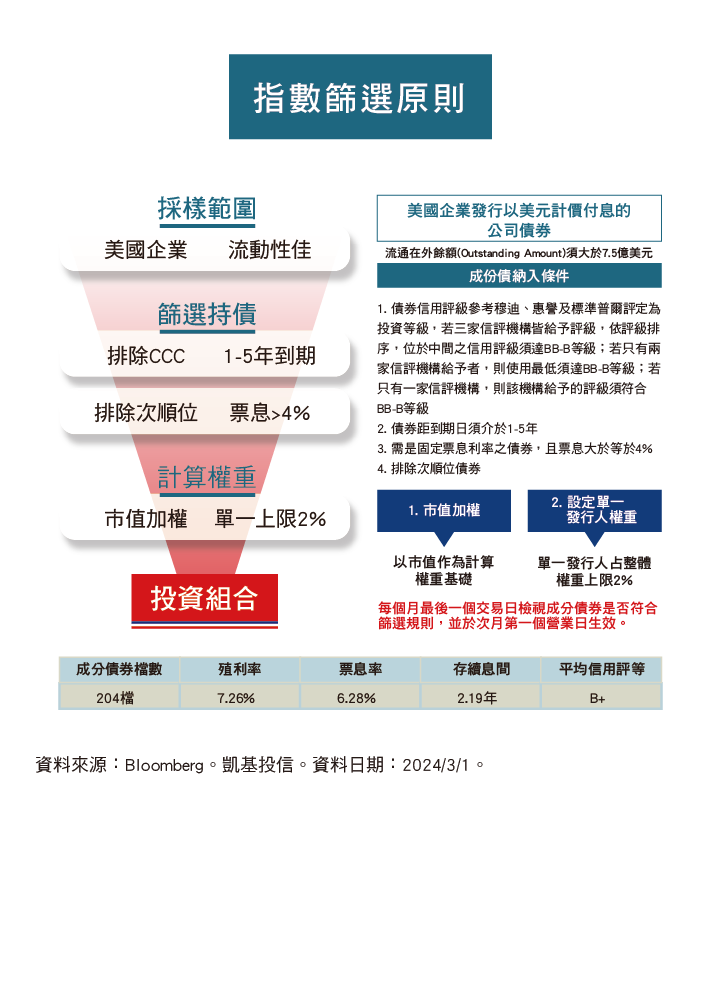 指數篩選原則
採樣範圍
美國企業 流動性佳
篩選持債
排除CCC 1-5年到期
排除次順位 票息>4%
計算權重
市值加權 單一上限2%
投資組合
美國企業發行以美元計價付息的
公司債券
流通在外餘額(Outstanding Amount)須大於7.5億美元
成份債納入條件
1. 債券信用評級參考穆迪、惠譽及標準普爾評定為
投資等級，若三家信評機構皆給予評級，依評級排
序，位於中間之信用評級須達BB-B等級；若只有兩
家信評機構給予者，則使用最低須達BB-B等級；若
只有一家信評機構，則該機構給予的評級須符合
BB-B等級
2. 債券距到期日須介於1-5年
3. 需是固定票息利率之債券，且票息大於等於4%
4. 排除次順位債券
1. 市值加權
2. 設定單一
發行人權重
以市值作為計算
權重基礎
單一發行人占整體
權重上限2%
每個月最後一個交易日檢視成分債券是否符合
篩選規則，並於次月第一個營業日生效。
成分債券檔數 殖利率 票息率 存續息間 平均信用評等
204檔 7.26% 6.28% 2.19年 B+
資料來源：Bloomberg。凱基投信。資料日期：2024/3/1。